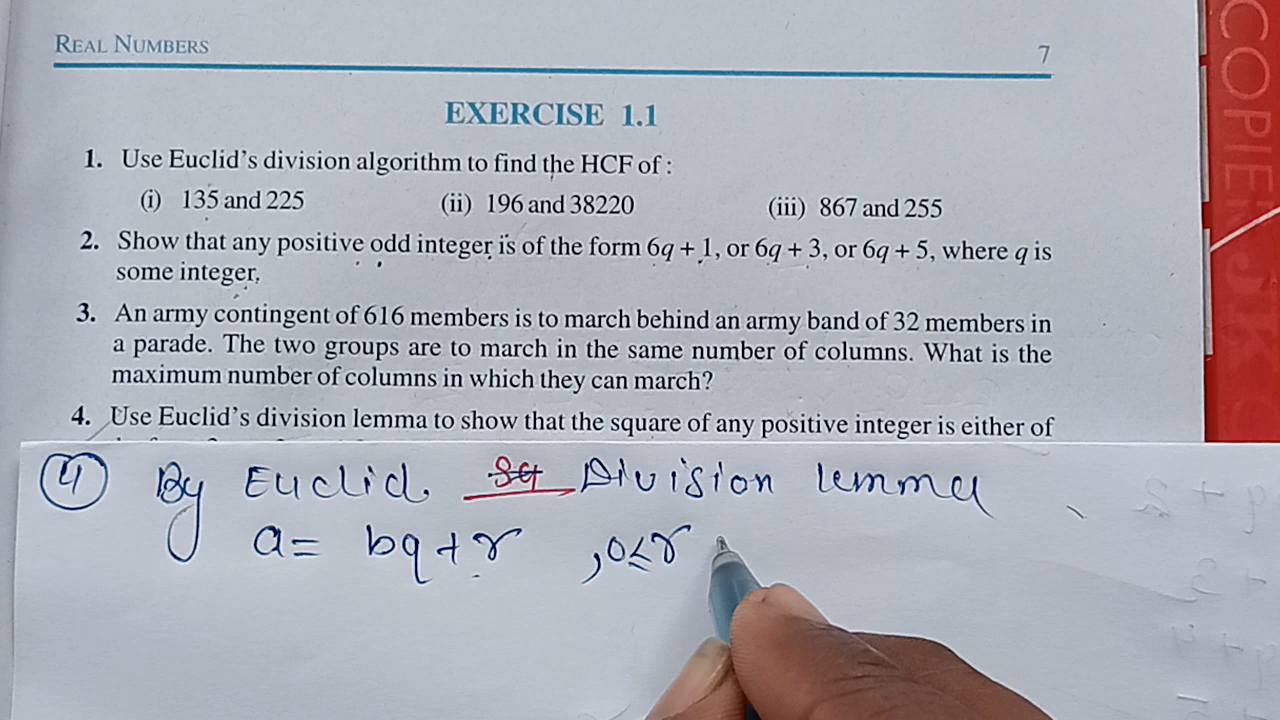 REAL NUMBERS
7
EXERCISE 1.1
1. Use Euclid's division algorithm to find the HCF of :
(i) 135 and 225 (ii) 196 and 38220 (iii) 867 and 255
2. Show that any positive odd integer is of the form 6q + 1, or 6q + 3, or 6q + 5, where q is
some integer.
3. An army contingent of 616 members is to march behind an army band of 32 members in
a parade. The two groups are to march in the same number of columns. What is the
maximum number of columns in which they can march?
4. Use Euclid's division lemma to show that the square of any positive integer is either of
4 By Euclid Division lemma
a = bq + r , 0 ≤ r
COPIER